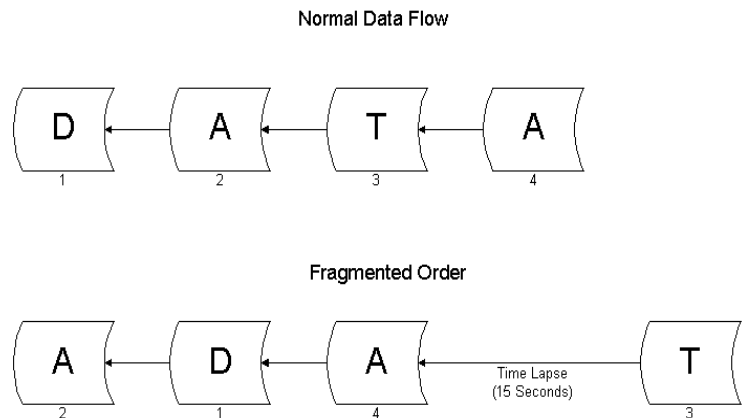 Normal Data Flow
D A T A
1 2 3 4
Fragmented Order
A D A T
Time Lapse
(15 Seconds)
2 1 4 3